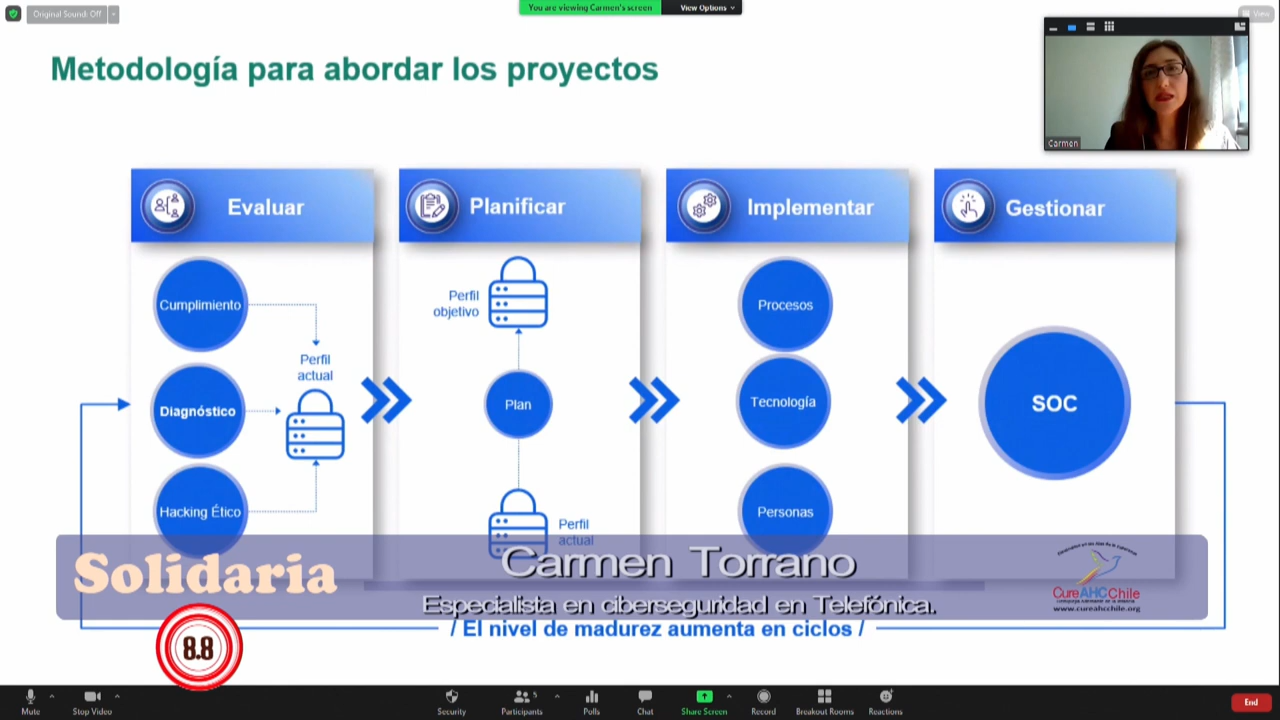 Original Sound: Off
You are viewing Carmen's screen
View Options
View
Metodología para abordar los proyectos
Carmen
Evaluar
Planificar
Implementar
Gestionar
Cumplimiento
Perfil
actual
Diagnóstico
Hacking Ético
Perfil
objetivo
Plan
Perfil
actual
Procesos
Tecnología
Personas
SOC
Solidaria
8.8
Carmen Torrano
Especialista en ciberseguridad en Telefónica.
CureAHCChile
www.cureahcchile.org
/ El nivel de madurez aumenta en ciclos /
Mute
Stop Video
Security
Participants
5
Polls
Chat
Share Screen
Record
Breakout Rooms
Reactions
End